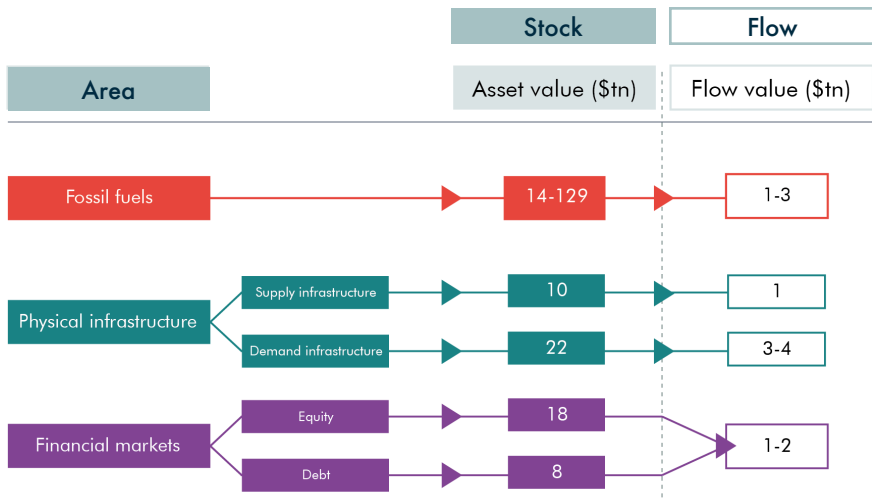 Stock
Flow
Area
Asset value ($tn)
Flow value ($tn)
Fossil fuels
14-129
1-3
Physical infrastructure
Supply infrastructure
10
1
Demand infrastructure
22
3-4
Financial markets
Equity
18
Debt
8
1-2